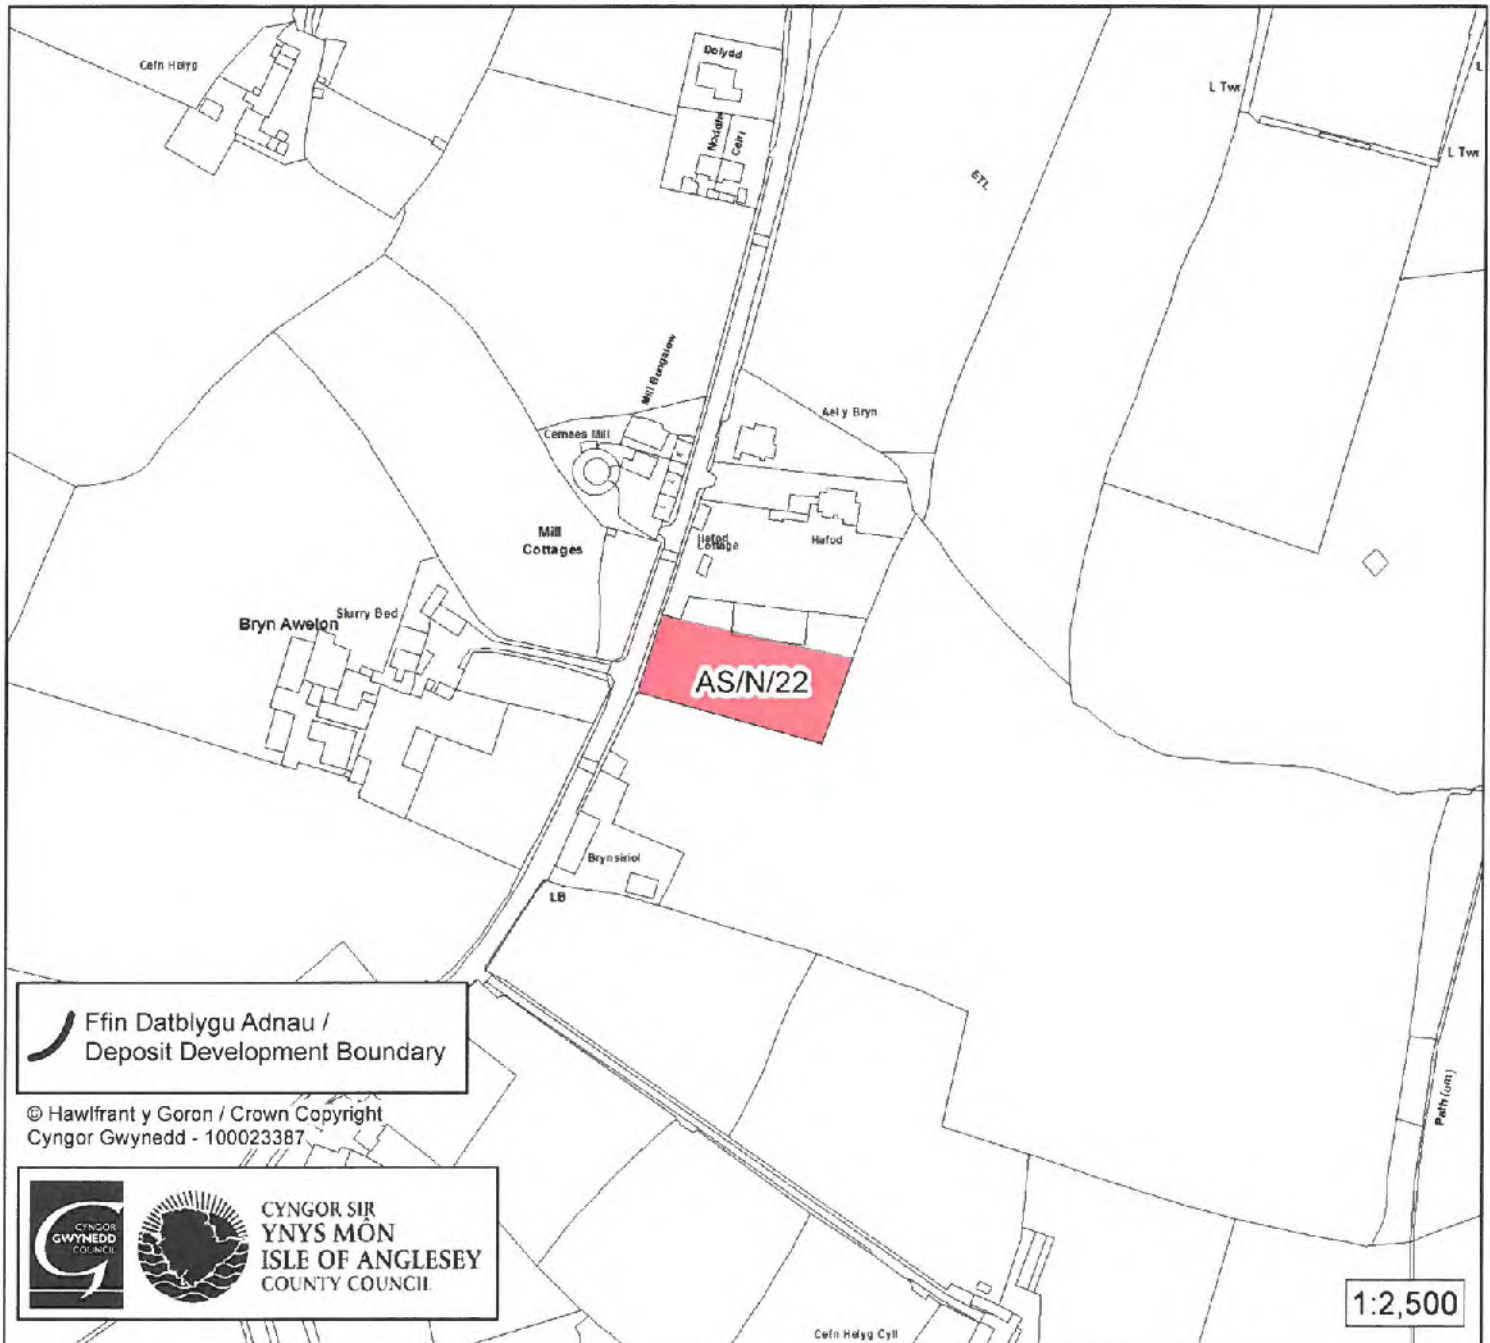 Cefn Helyg
Dolydd
L Twr
L
L Twr
Noddfa
Ceiri
ETL
Mill Bungalow
Ael y Bryn
Cemaes Mill
Mill
Cottages
Hafod
Cottage
Hafod
Slurry Bed
Bryn Awelon
AS/N/22
Brynsiriol
LB
Ffin Datblygu Adnau /
Deposit Development Boundary
© Hawlfraint y Goron / Crown Copyright
Cyngor Gwynedd - 100023387
Path (um)
CYNGOR
GWYNEDD
COUNCIL
CYNGOR SIR
YNYS MÔN
ISLE OF ANGLESEY
COUNTY COUNCIL
1:2,500
Cefn Helyg Cyll